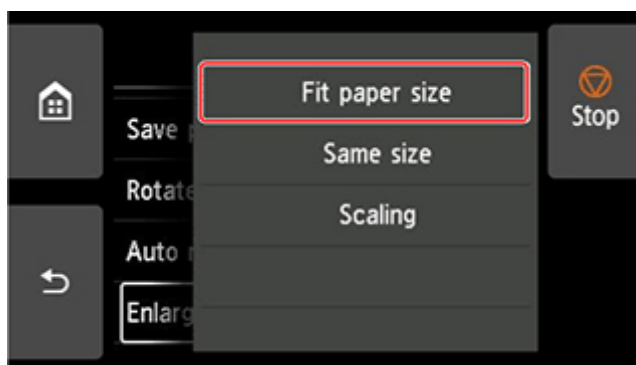 Fit paper size
Same size
Scaling
Save
Rotate
Auto
Enlarg
Stop